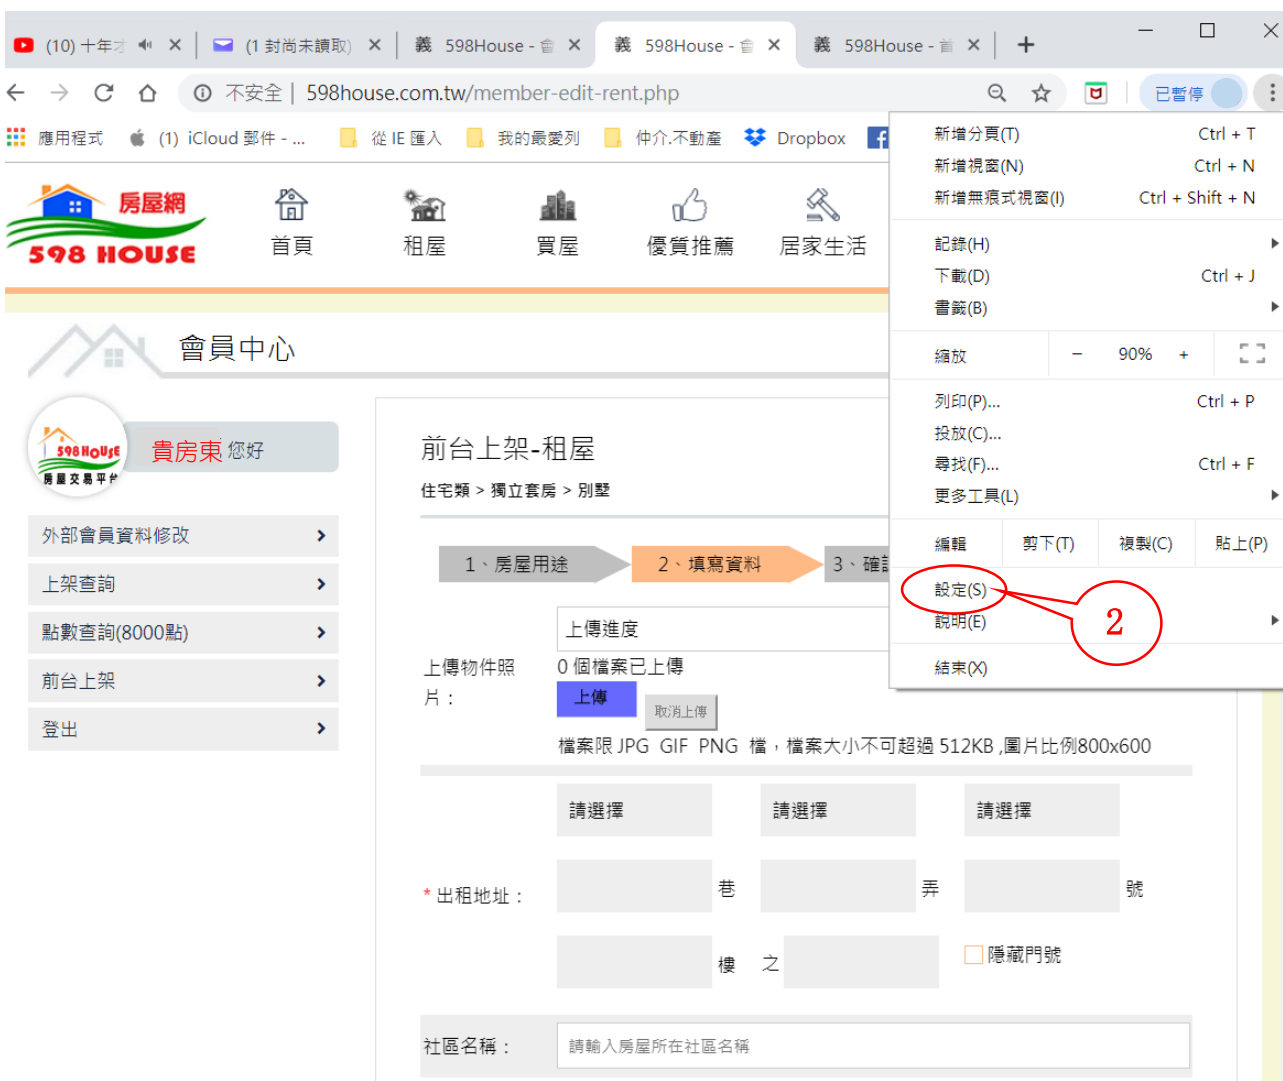 (10) 十年才
(1 封尚未讀取)
義 598House - 會
義 598House - 會
義 598House - 首
不安全 | 598house.com.tw/member-edit-rent.php
已暫停
應用程式
(1) iCloud 郵件 - ...
從 IE 匯入
我的最愛列
仲介.不動產
Dropbox
新增分頁(T) Ctrl + T
新增視窗(N) Ctrl + N
新增無痕式視窗(I) Ctrl + Shift + N
記錄(H)
下載(D) Ctrl + J
書籤(B)
縮放 - 90% +
列印(P)... Ctrl + P
投放(C)...
尋找(F)... Ctrl + F
更多工具(L)
編輯 剪下(T) 複製(C) 貼上(P)
設定(S)
2
說明(E)
結束(X)
房屋網
598 HOUSE
首頁
租屋
買屋
優質推薦
居家生活
會員中心
598HOUSE
房屋交易平台
貴房東 您好
外部會員資料修改
上架查詢
點數查詢(8000點)
前台上架
登出
前台上架-租屋
住宅類 > 獨立套房 > 別墅
1、房屋用途
2、填寫資料
3、確認
上傳物件照
片：
上傳進度
0 個檔案已上傳
上傳
取消上傳
檔案限 JPG GIF PNG 檔，檔案大小不可超過 512KB ,圖片比例800x600
請選擇 請選擇 請選擇
* 出租地址：
巷 弄 號
樓 之 隱藏門號
社區名稱： 請輸入房屋所在社區名稱